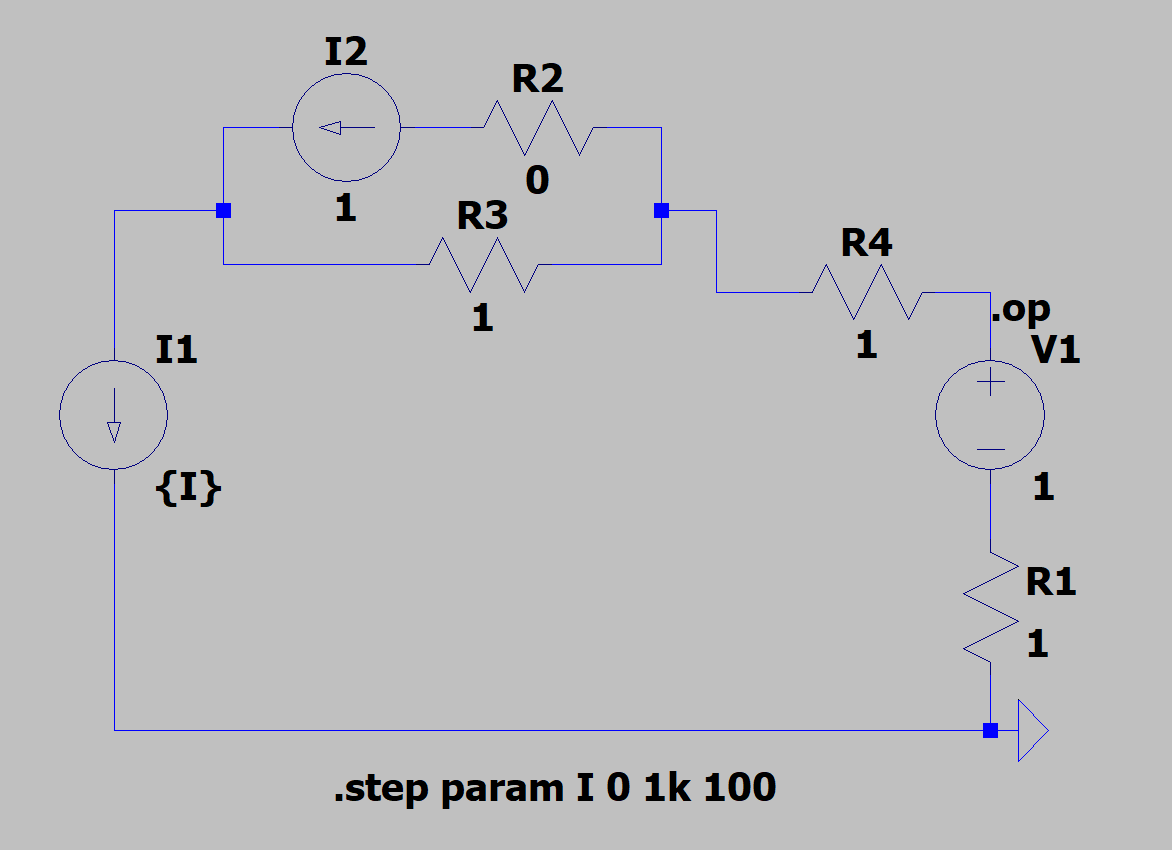 I2
R2
0
1
R3
1
R4
1
.op
V1
1
I1
{I}
R1
1
.step param I 0 1k 100